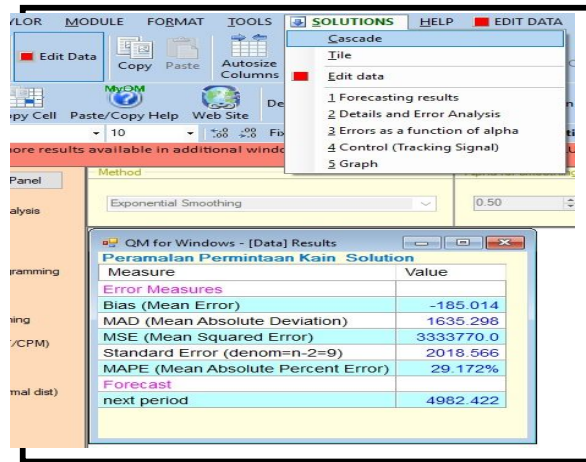 YLOR MODULE FORMAT TOOLS SOLUTIONS HELP EDIT DATA
Cascade
Tile
Edit data
1 Forecasting results
2 Details and Error Analysis
3 Errors as a function of alpha
4 Control (Tracking Signal)
5 Graph
Edit Data Copy Paste Autosize Columns
MyOM
py Cell Paste/Copy Help Web Site De
10 Fix
ore results available in additional windo
Panel
Method
Exponential Smoothing
0.50
alysis
ramming
ing
/CPM)
mal dist)
QM for Windows - [Data] Results
Peramalan Permintaan Kain Solution
Measure Value
Error Measures
Bias (Mean Error) -185.014
MAD (Mean Absolute Deviation) 1635.298
MSE (Mean Squared Error) 3333770.0
Standard Error (denom=n-2=9) 2018.566
MAPE (Mean Absolute Percent Error) 29.172%
Forecast
next period 4982.422